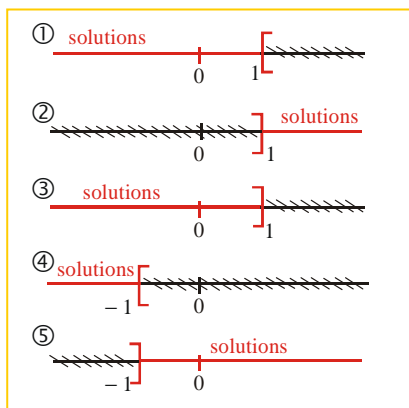 ① solutions
0 1
② solutions
0 1
③ solutions
0 1
④ solutions
– 1 0
⑤ solutions
– 1 0